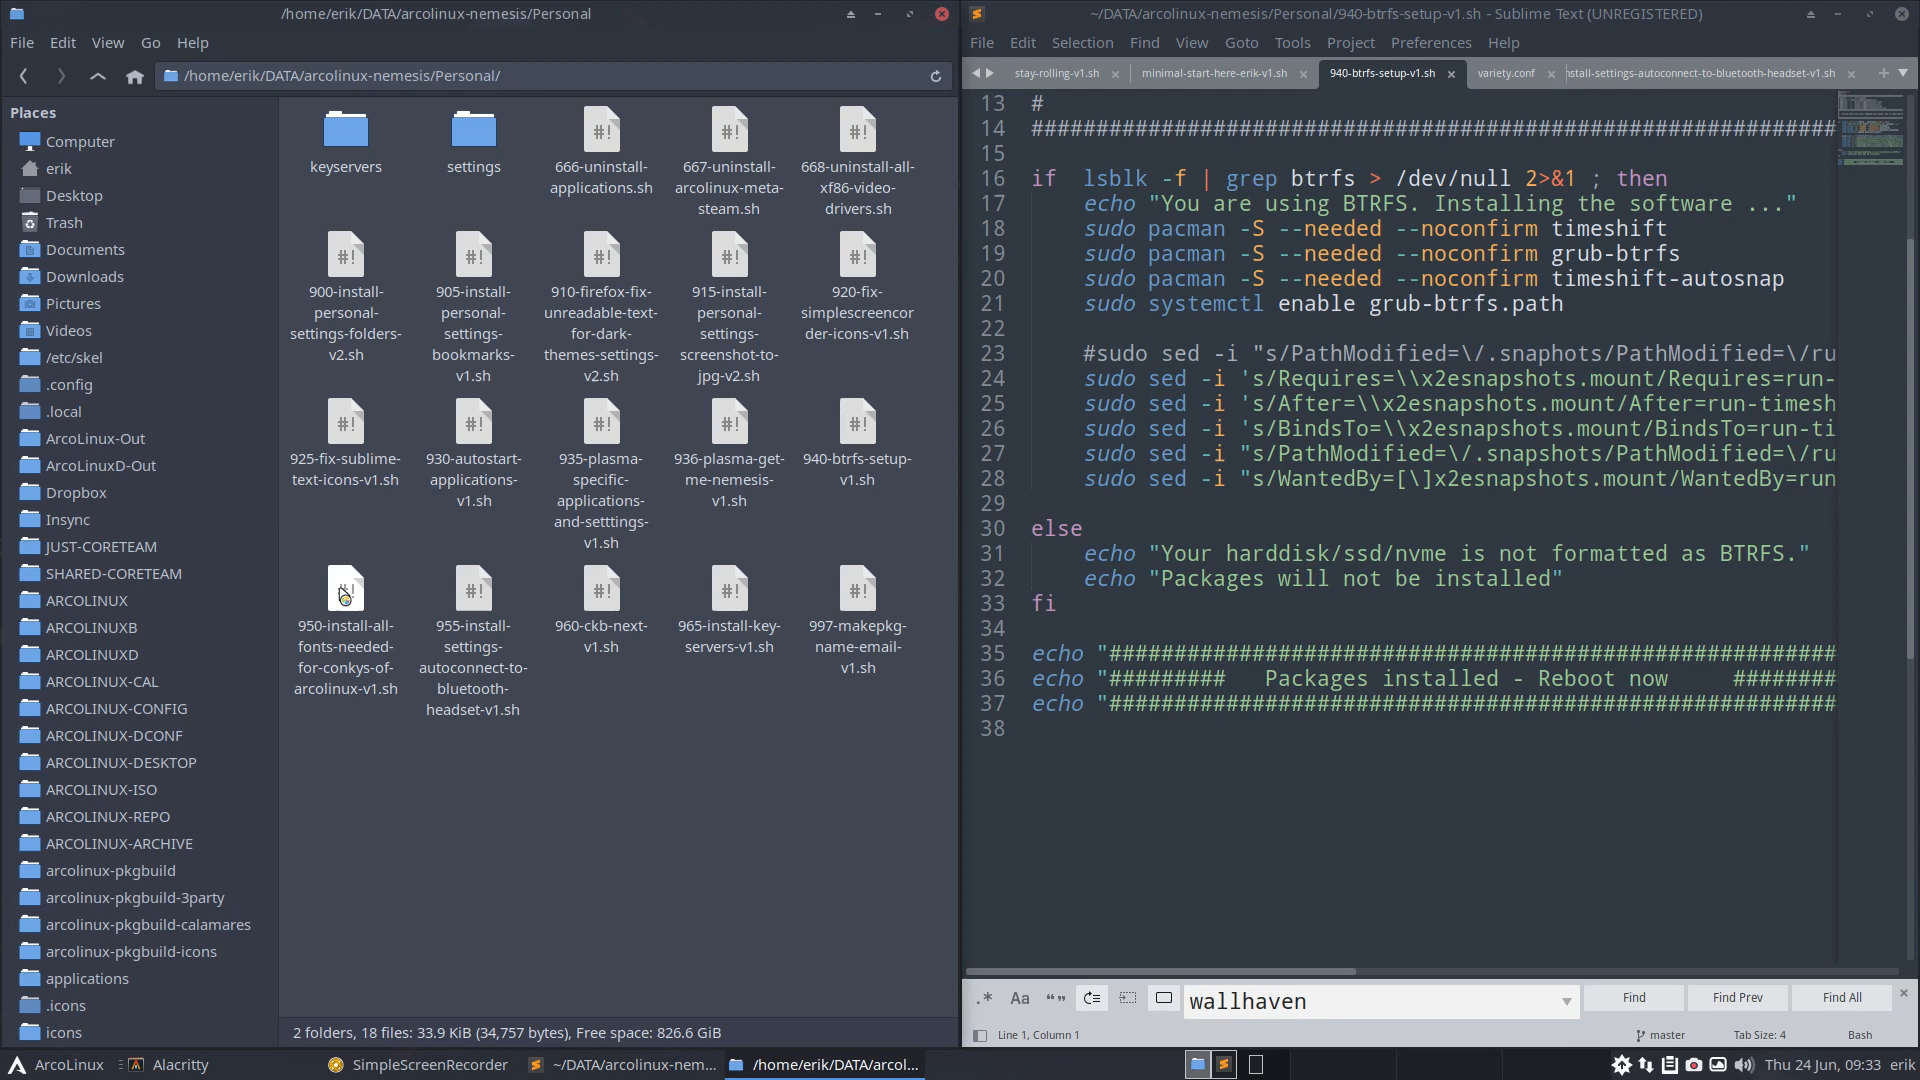 /home/erik/DATA/arcolinux-nemesis/Personal
File Edit View Go Help
/home/erik/DATA/arcolinux-nemesis/Personal/
Places
Computer
erik
Desktop
Trash
Documents
Downloads
Pictures
Videos
/etc/skel
.config
.local
ArcoLinux-Out
ArcoLinuxD-Out
Dropbox
Insync
JUST-CORETEAM
SHARED-CORETEAM
ARCOLINUX
ARCOLINUXB
ARCOLINUXD
ARCOLINUX-CAL
ARCOLINUX-CONFIG
ARCOLINUX-DCONF
ARCOLINUX-DESKTOP
ARCOLINUX-ISO
ARCOLINUX-REPO
ARCOLINUX-ARCHIVE
arcolinux-pkgbuild
arcolinux-pkgbuild-3party
arcolinux-pkgbuild-calamares
arcolinux-pkgbuild-icons
applications
.icons
icons
keyservers
settings
666-uninstall-
applications.sh
667-uninstall-
arcolinux-meta-
steam.sh
668-uninstall-all-
xf86-video-
drivers.sh
900-install-
personal-
settings-folders-
v2.sh
905-install-
personal-
settings-
bookmarks-
v1.sh
910-firefox-fix-
unreadable-text-
for-dark-
themes-settings-
v2.sh
915-install-
personal-
settings-
screenshot-to-
jpg-v2.sh
920-fix-
simplescreencor
der-icons-v1.sh
925-fix-sublime-
text-icons-v1.sh
930-autostart-
applications-
v1.sh
935-plasma-
specific-
applications-
and-setttings-
v1.sh
936-plasma-get-
me-nemesis-
v1.sh
940-btrfs-setup-
v1.sh
950-install-all-
fonts-needed-
for-conkys-of-
arcolinux-v1.sh
955-install-
settings-
autoconnect-to-
bluetooth-
headset-v1.sh
960-ckb-next-
v1.sh
965-install-key-
servers-v1.sh
997-makepkg-
name-email-
v1.sh
2 folders, 18 files: 33.9 KiB (34,757 bytes), Free space: 826.6 GiB
~/DATA/arcolinux-nemesis/Personal/940-btrfs-setup-v1.sh - Sublime Text (UNREGISTERED)
File Edit Selection Find View Goto Tools Project Preferences Help
stay-rolling-v1.sh minimal-start-here-erik-v1.sh 940-btrfs-setup-v1.sh variety.conf nstall-settings-autoconnect-to-bluetooth-headset-v1.sh
13 #
14 #############################################################
15
16 if lsblk -f | grep btrfs > /dev/null 2>&1 ; then
17 echo "You are using BTRFS. Installing the software ..."
18 sudo pacman -S --needed --noconfirm timeshift
19 sudo pacman -S --needed --noconfirm grub-btrfs
20 sudo pacman -S --needed --noconfirm timeshift-autosnap
21 sudo systemctl enable grub-btrfs.path
22
23 #sudo sed -i "s/PathModified=\/.snaphots/PathModified=\/ru
24 sudo sed -i 's/Requires=\\x2esnapshots.mount/Requires=run-
25 sudo sed -i 's/After=\\x2esnapshots.mount/After=run-timesh
26 sudo sed -i 's/BindsTo=\\x2esnapshots.mount/BindsTo=run-ti
27 sudo sed -i "s/PathModified=\/.snapshots/PathModified=\/ru
28 sudo sed -i "s/WantedBy=[\]x2esnapshots.mount/WantedBy=run
29
30 else
31 echo "Your harddisk/ssd/nvme is not formatted as BTRFS."
32 echo "Packages will not be installed"
33 fi
34
35 echo "########################################################
36 echo "######### Packages installed - Reboot now ########
37 echo "########################################################
38
.* Aa “” wallhaven Find Find Prev Find All
Line 1, Column 1 master Tab Size: 4 Bash
ArcoLinux Alacritty SimpleScreenRecorder ~/DATA/arcolinux-nem... /home/erik/DATA/arcol... Thu 24 Jun, 09:33 erik